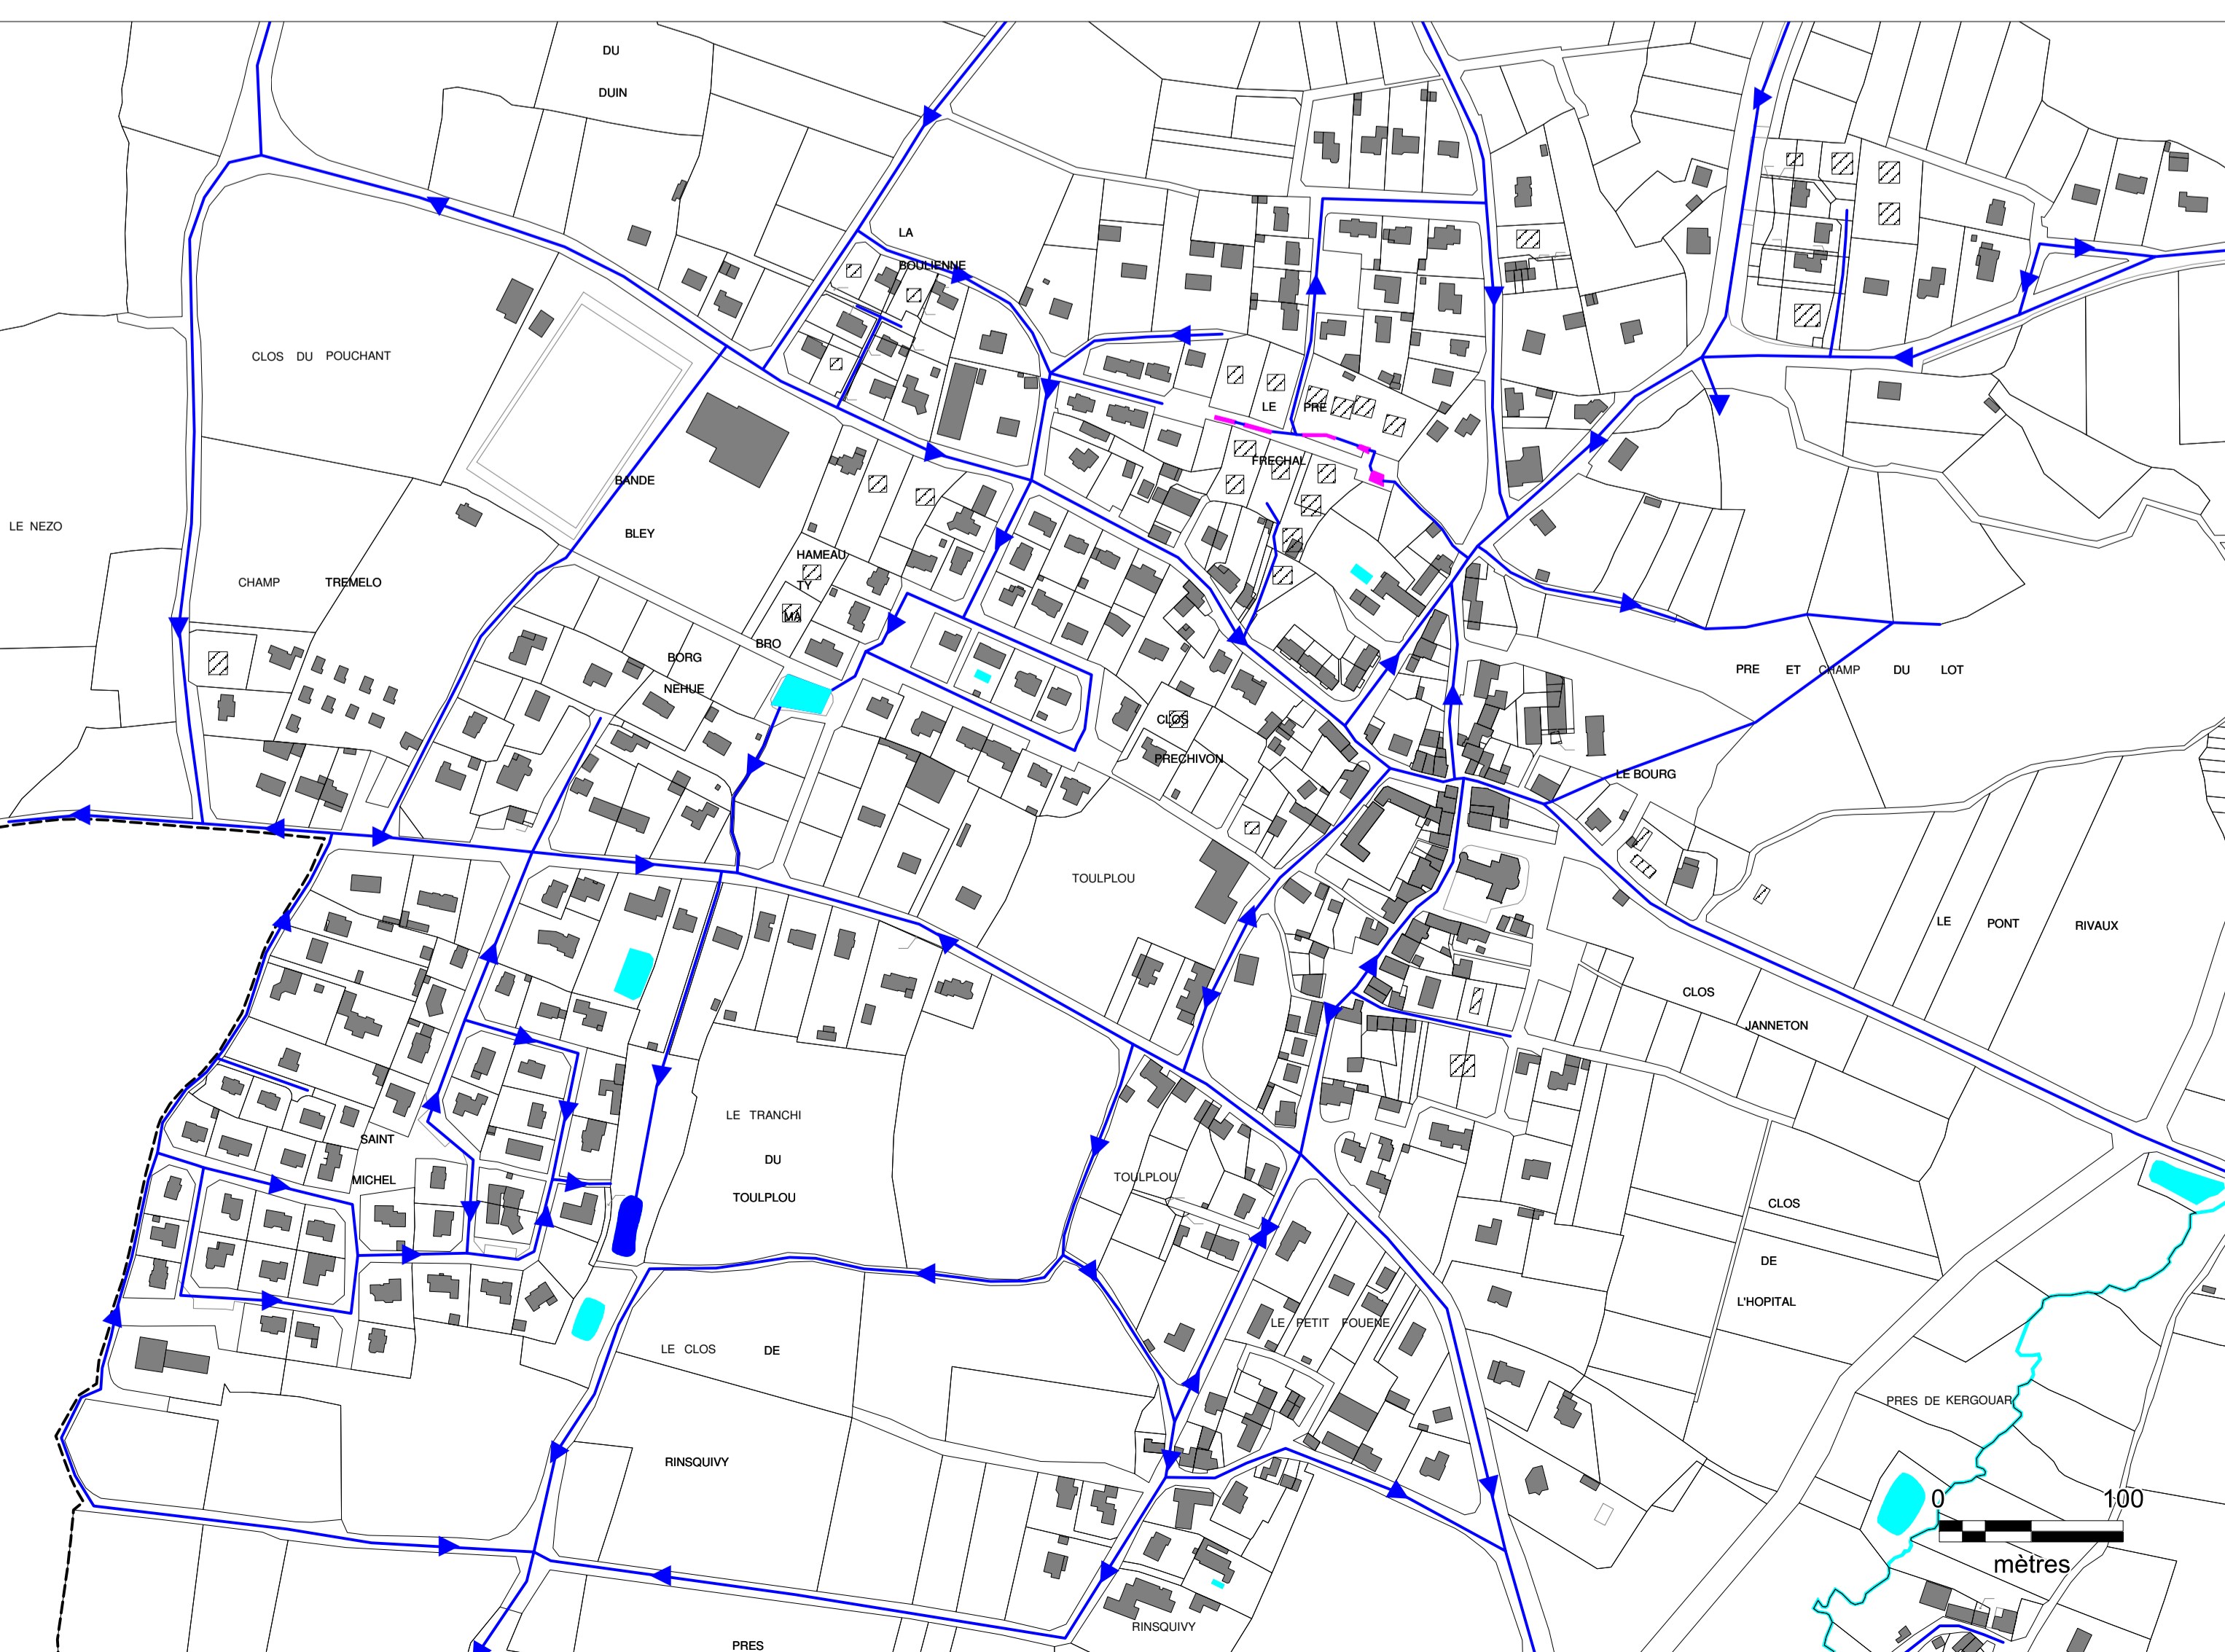 DU
DUIN
LA
BOULIENNE
CLOS DU POUCHANT
LE PRE
FRECHAL
BANDE
BLEY
LE NEZO
HAMEAU
TY
MA
BRO
CHAMP TREMELO
BORG
NEHUE
PRE ET CHAMP DU LOT
CLOS
PRECHIVON
LE BOURG
TOULPLOU
LE PONT RIVAUX
CLOS
JANNETON
LE TRANCHI
DU
TOULPLOU
SAINT
MICHEL
TOULPLOU
CLOS
DE
L'HOPITAL
LE PETIT FOUENE
LE CLOS DE
RINSQUIVY
PRES DE KERGOUAR
0 100
mètres
RINSQUIVY
PRES